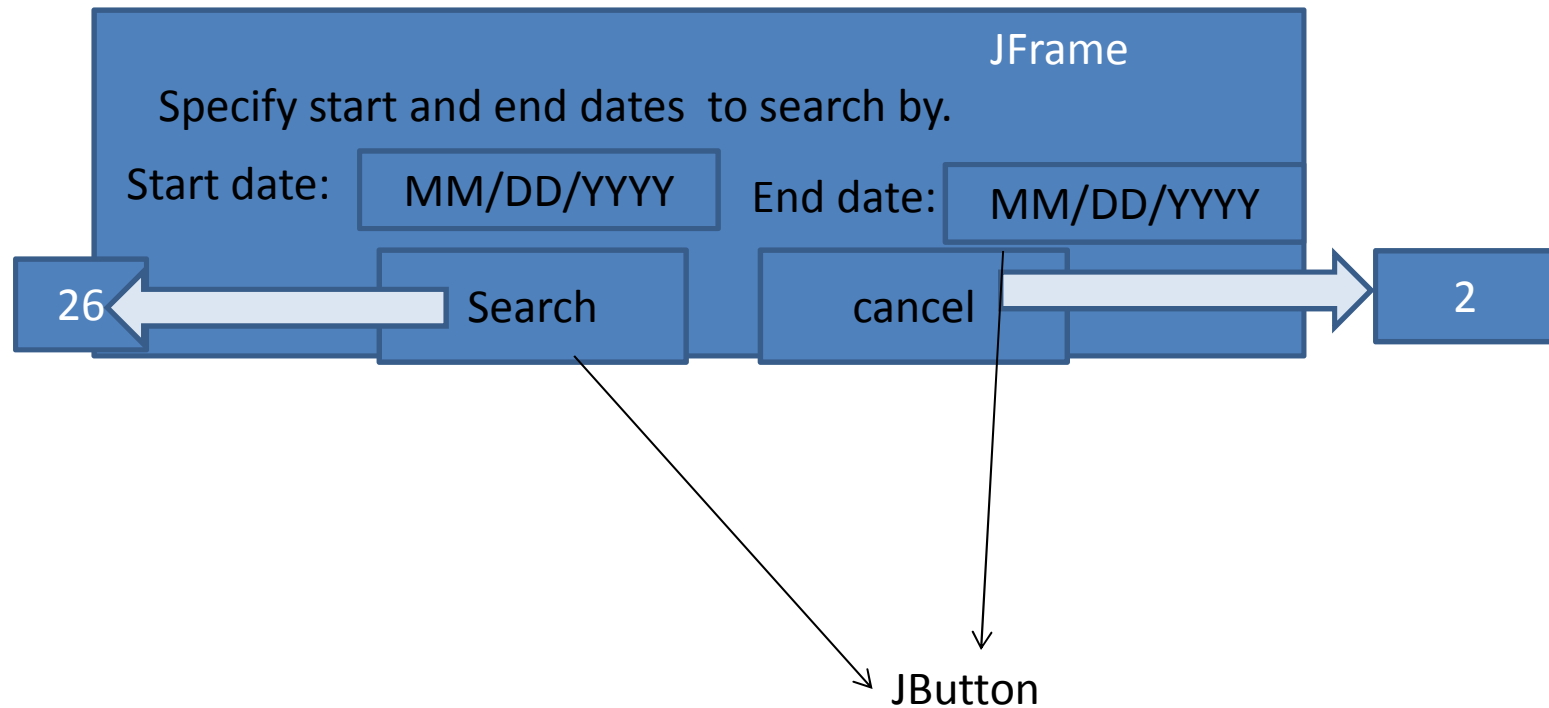 JFrame
Specify start and end dates  to search by.
Start date: MM/DD/YYYY End date: MM/DD/YYYY
26 Search cancel 2
JButton